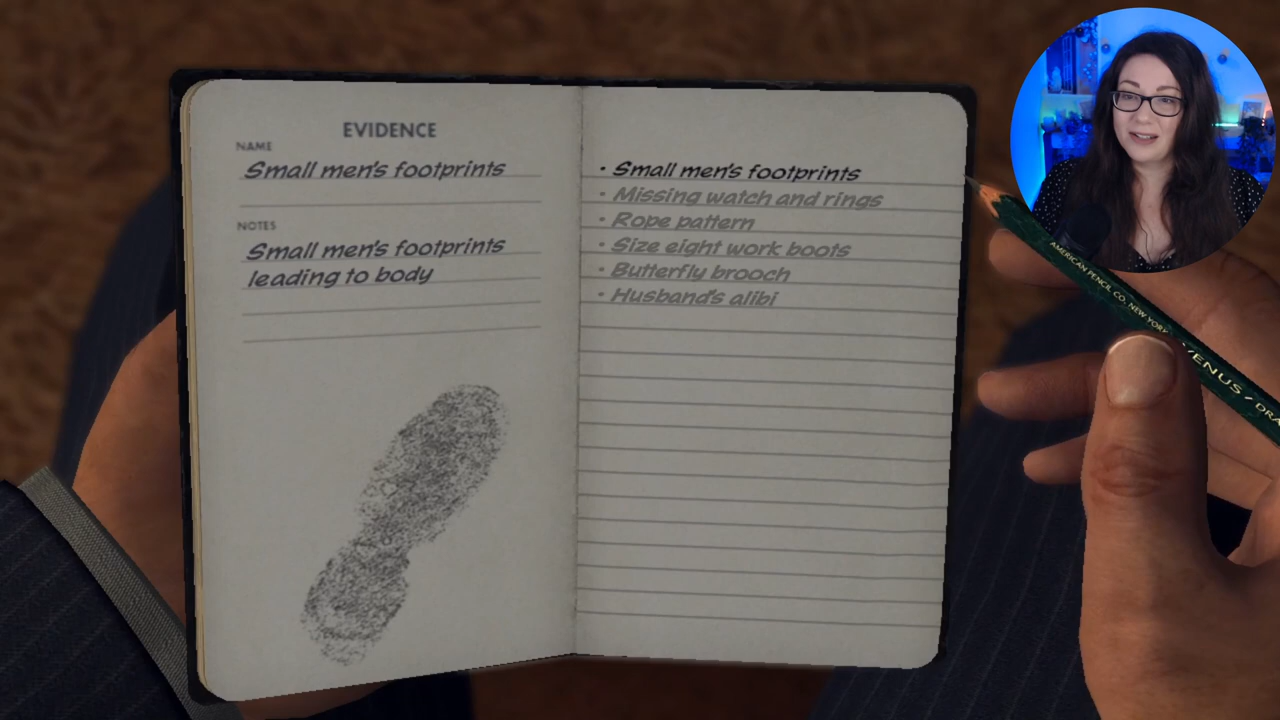 EVIDENCE
NAME
Small men's footprints
NOTES
Small men's footprints
leading to body
• Small men's footprints
• Missing watch and rings
• Rope pattern
• Size eight work boots
• Butterfly brooch
• Husband's alibi
AMERICAN PENCIL CO. NEW YORK
VENUS / DRA